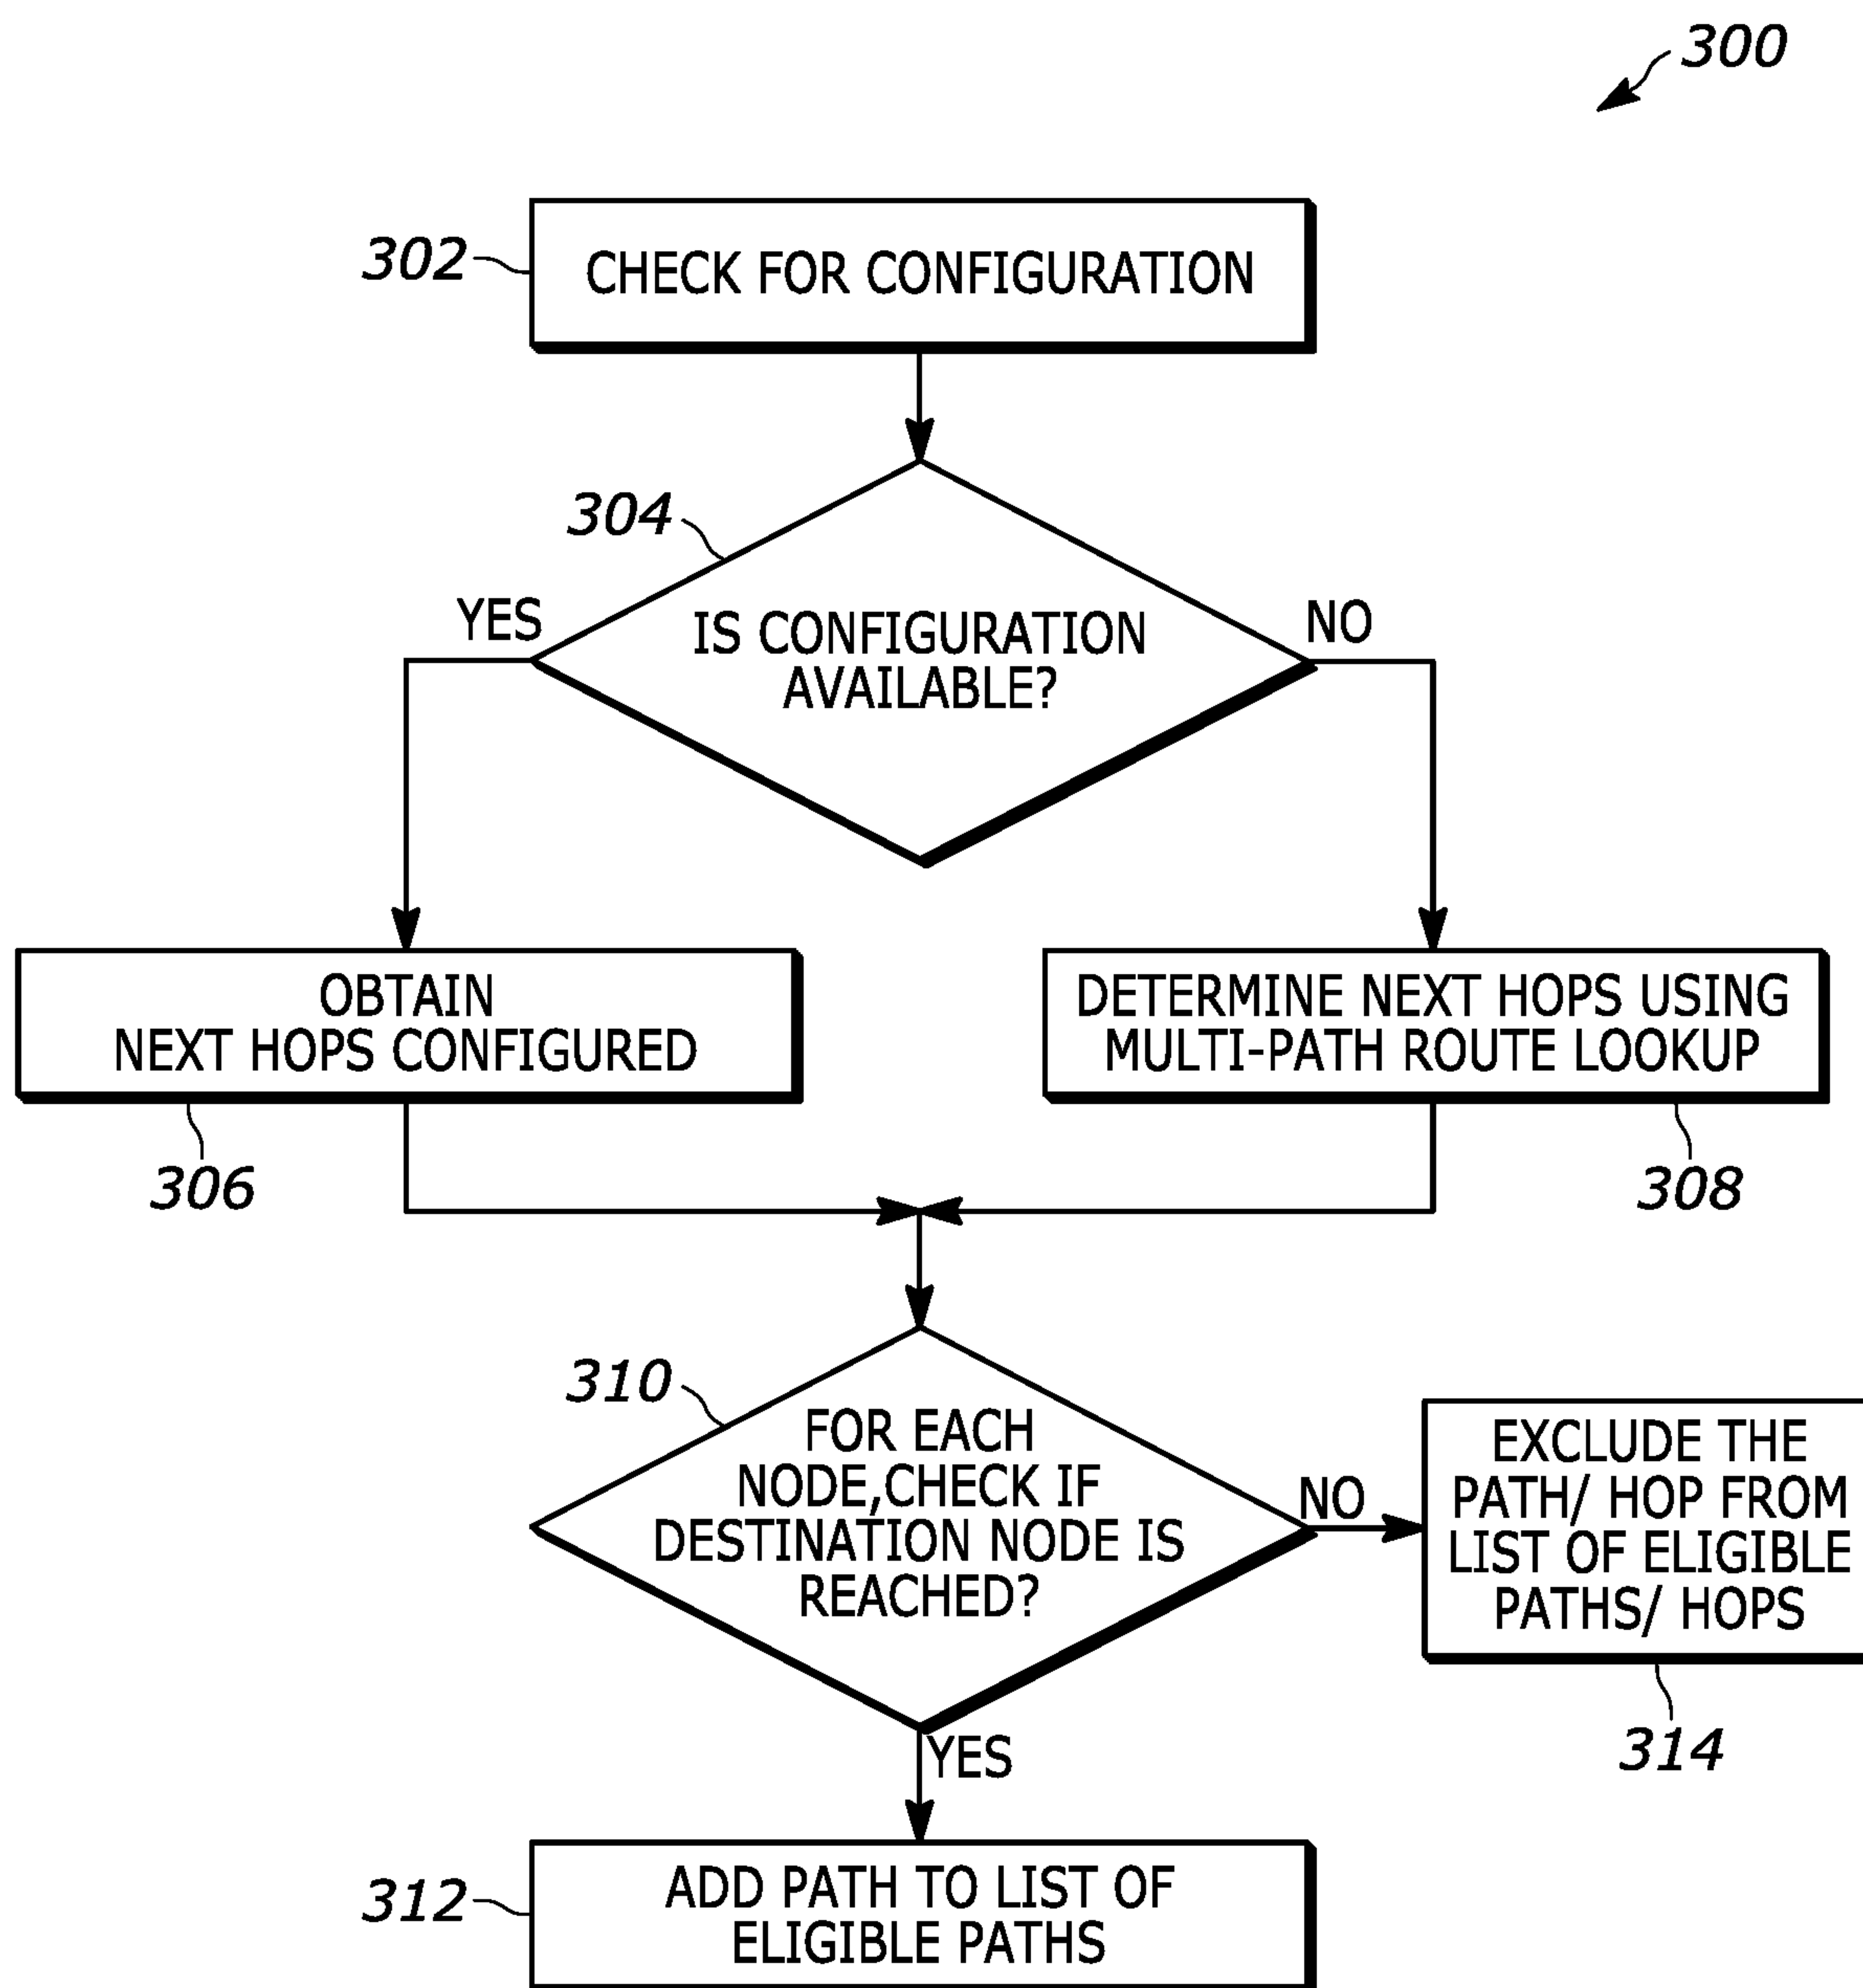 300
302
CHECK FOR CONFIGURATION
304
YES
IS CONFIGURATION
AVAILABLE?
NO
OBTAIN
NEXT HOPS CONFIGURED
DETERMINE NEXT HOPS USING
MULTI-PATH ROUTE LOOKUP
306
308
310
FOR EACH
NODE,CHECK IF
DESTINATION NODE IS
REACHED?
NO
EXCLUDE THE
PATH/ HOP FROM
LIST OF ELIGIBLE
PATHS/ HOPS
314
YES
312
ADD PATH TO LIST OF
ELIGIBLE PATHS